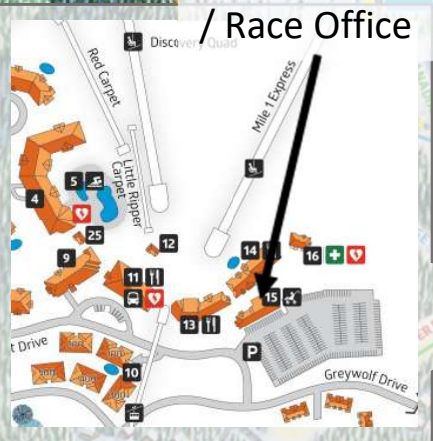 / Race Office
Discovery Quad
Red Carpet
Mile 1 Express
Little Ripper
Carpet
5
4
25
12
9
14
16
11
15
13
P
t Drive
10
Greywolf Drive